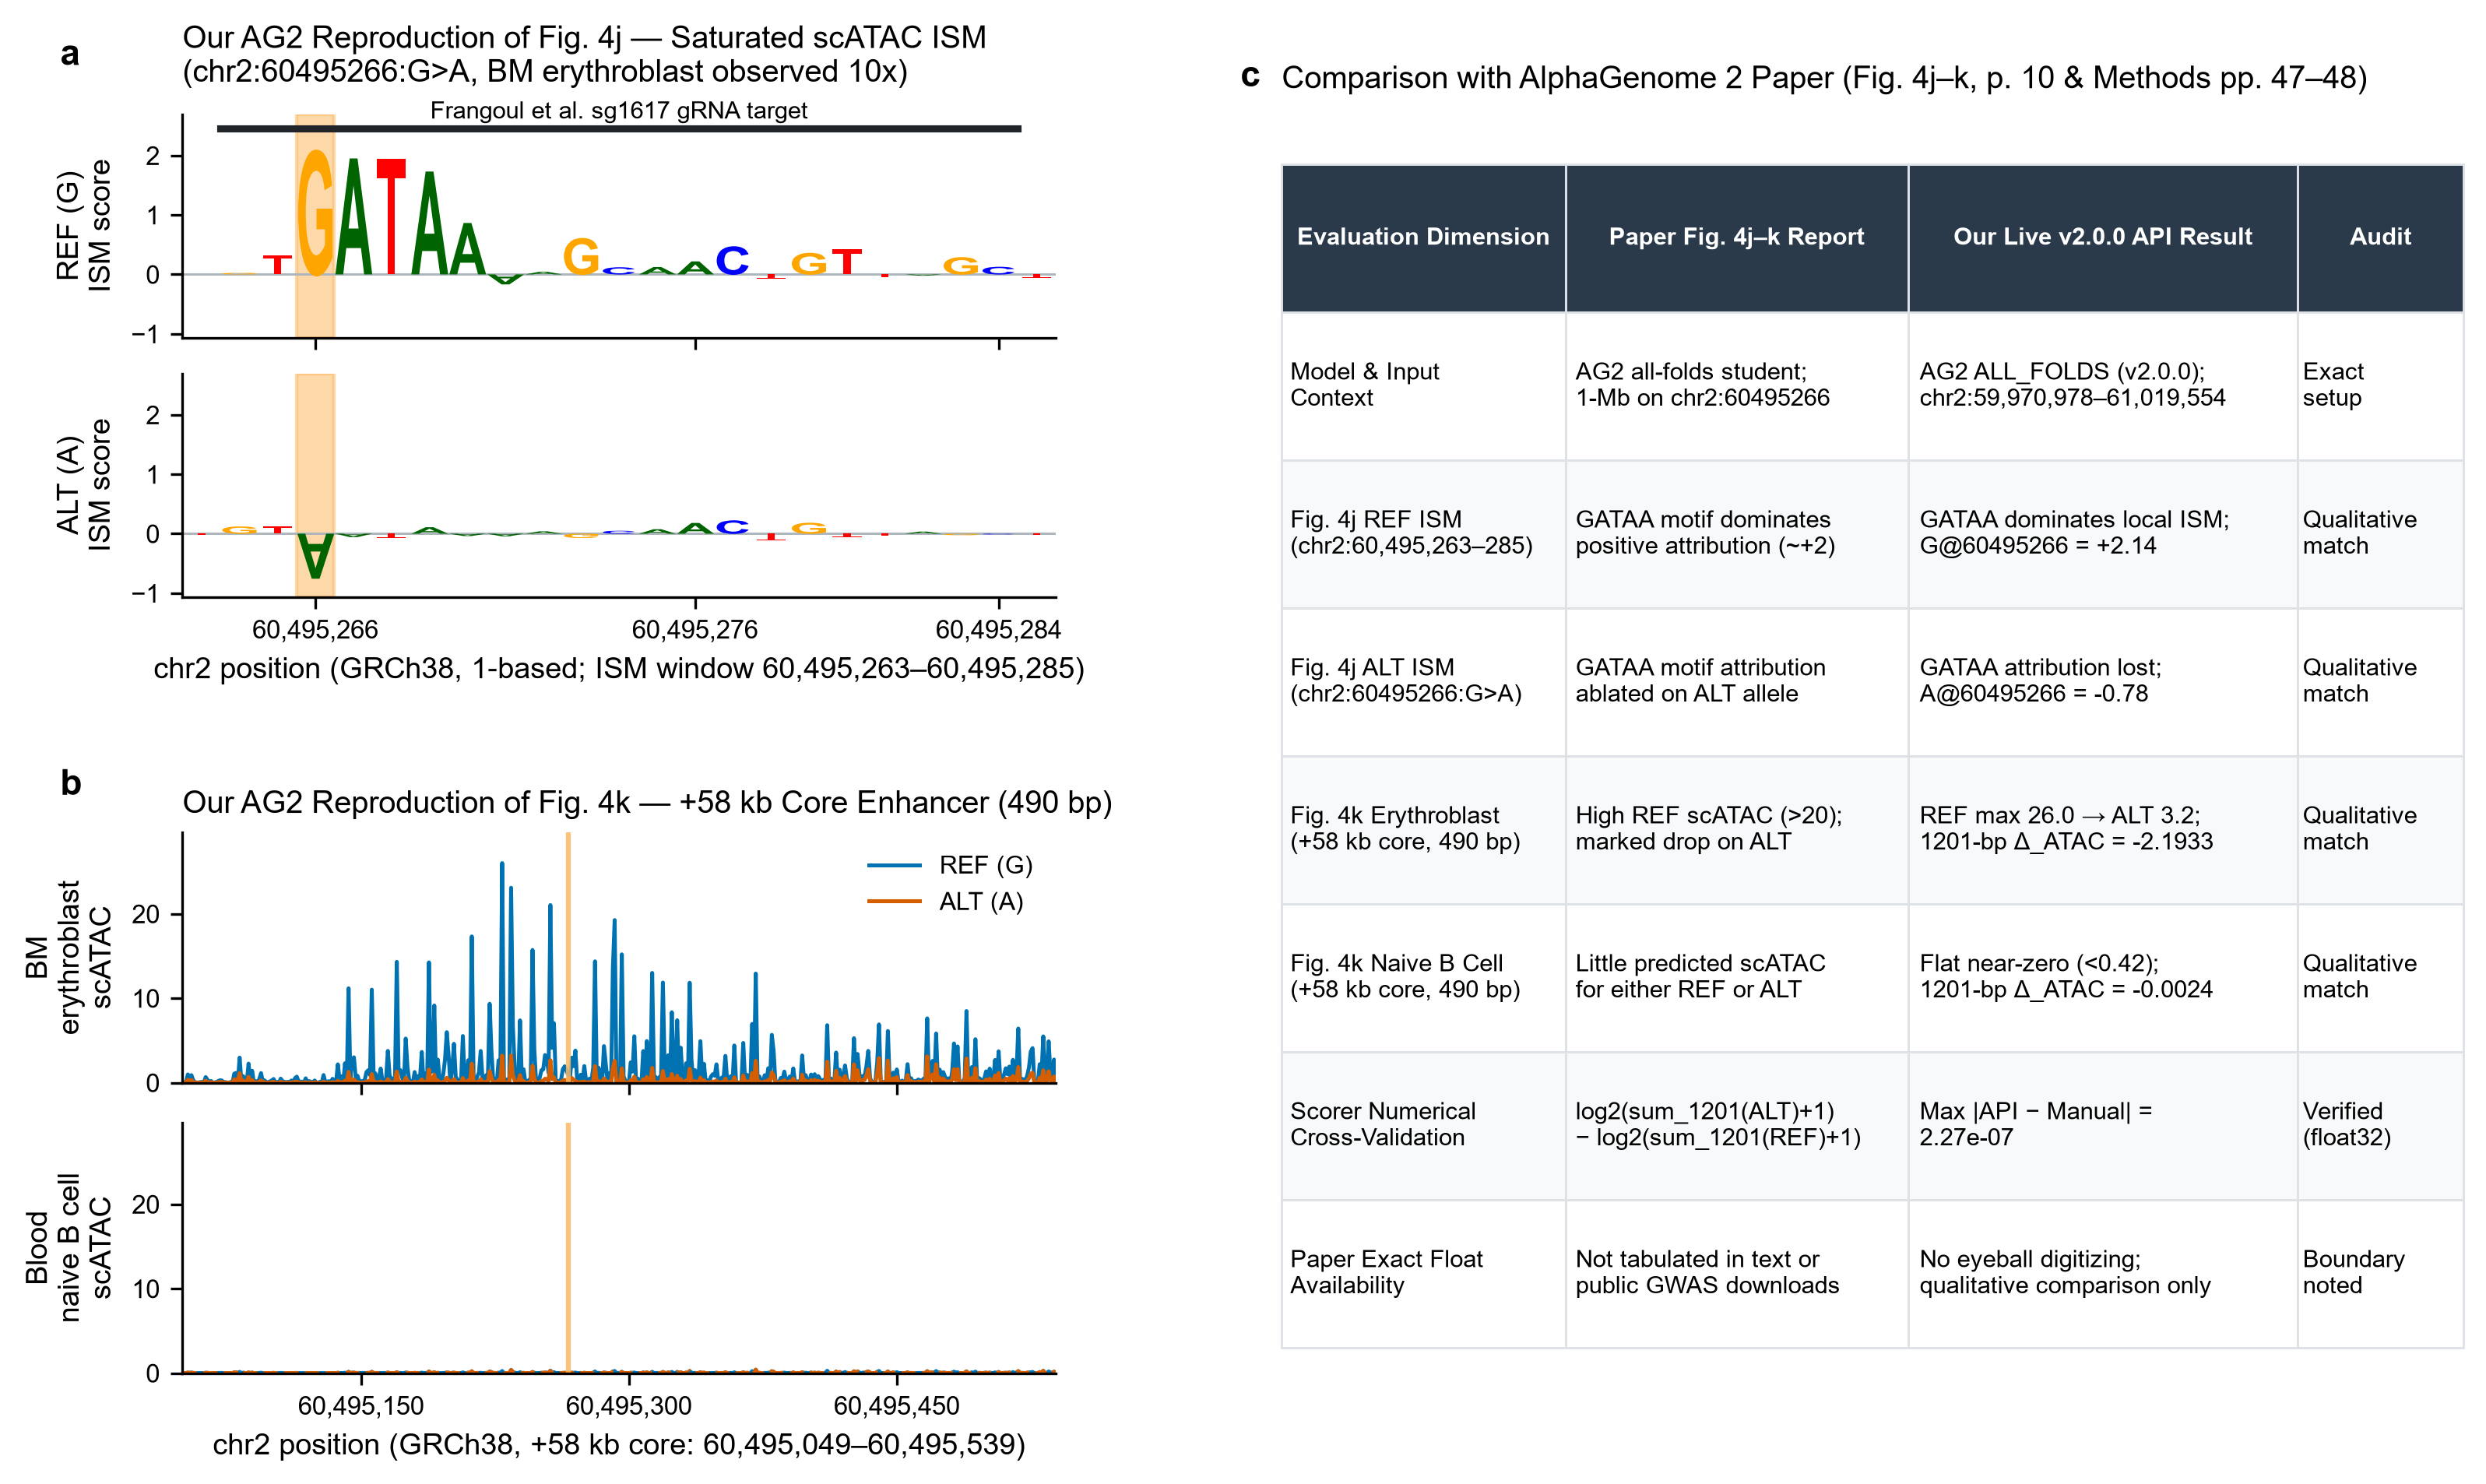 a
Our AG2 Reproduction of Fig. 4j — Saturated scATAC ISM
(chr2:60495266:G>A, BM erythroblast observed 10x)
Frangoul et al. sg1617 gRNA target
REF (G)
ISM score
2
1
0
−1
T G A T A A A G C A A C T G T G C T
ALT (A)
ISM score
2
1
0
−1
G T A A A C G
60,495,266
60,495,276
60,495,284
chr2 position (GRCh38, 1-based; ISM window 60,495,263–60,495,285)
b
Our AG2 Reproduction of Fig. 4k — +58 kb Core Enhancer (490 bp)
BM
erythroblast
scATAC
20
10
0
REF (G)
ALT (A)
Blood
naive B cell
scATAC
20
10
0
60,495,150
60,495,300
60,495,450
chr2 position (GRCh38, +58 kb core: 60,495,049–60,495,539)
c
Comparison with AlphaGenome 2 Paper (Fig. 4j–k, p. 10 & Methods pp. 47–48)
Evaluation Dimension
Paper Fig. 4j–k Report
Our Live v2.0.0 API Result
Audit
Model & Input
Context
AG2 all-folds student;
1-Mb on chr2:60495266
AG2 ALL_FOLDS (v2.0.0);
chr2:59,970,978–61,019,554
Exact
setup
Fig. 4j REF ISM
(chr2:60,495,263–285)
GATAA motif dominates
positive attribution (~+2)
GATAA dominates local ISM;
G@60495266 = +2.14
Qualitative
match
Fig. 4j ALT ISM
(chr2:60495266:G>A)
GATAA motif attribution
ablated on ALT allele
GATAA attribution lost;
A@60495266 = -0.78
Qualitative
match
Fig. 4k Erythroblast
(+58 kb core, 490 bp)
High REF scATAC (>20);
marked drop on ALT
REF max 26.0 → ALT 3.2;
1201-bp Δ_ATAC = -2.1933
Qualitative
match
Fig. 4k Naive B Cell
(+58 kb core, 490 bp)
Little predicted scATAC
for either REF or ALT
Flat near-zero (<0.42);
1201-bp Δ_ATAC = -0.0024
Qualitative
match
Scorer Numerical
Cross-Validation
log2(sum_1201(ALT)+1)
− log2(sum_1201(REF)+1)
Max |API − Manual| =
2.27e-07
Verified
(float32)
Paper Exact Float
Availability
Not tabulated in text or
public GWAS downloads
No eyeball digitizing;
qualitative comparison only
Boundary
noted